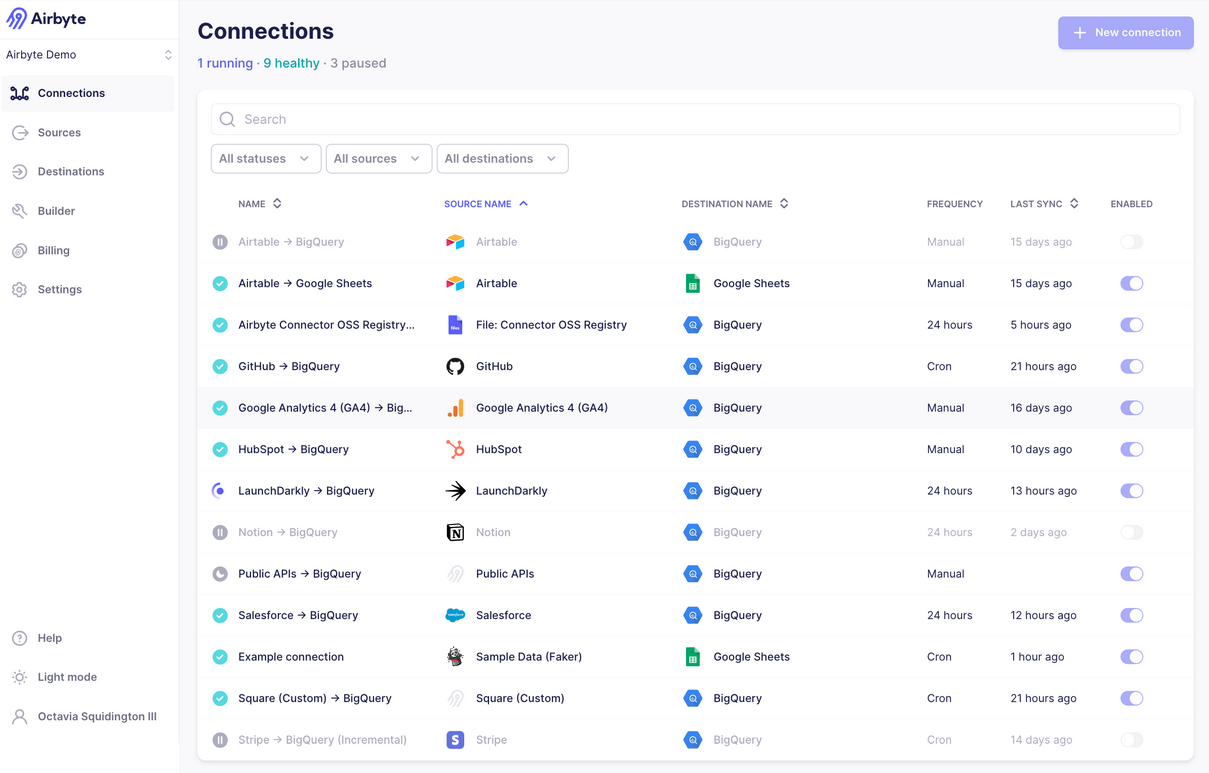 Airbyte
Airbyte Demo
Connections
Sources
Destinations
Builder
Billing
Settings
Help
Light mode
Octavia Squidington III
Connections
1 running · 9 healthy · 3 paused
New connection
Search
All statuses All sources All destinations
NAME SOURCE NAME DESTINATION NAME FREQUENCY LAST SYNC ENABLED
Airtable → BigQuery Airtable BigQuery Manual 15 days ago
Airtable → Google Sheets Airtable Google Sheets Manual 15 days ago
Airbyte Connector OSS Registry... File: Connector OSS Registry BigQuery 24 hours 5 hours ago
GitHub → BigQuery GitHub BigQuery Cron 21 hours ago
Google Analytics 4 (GA4) → Big... Google Analytics 4 (GA4) BigQuery Manual 16 days ago
HubSpot → BigQuery HubSpot BigQuery Manual 10 days ago
LaunchDarkly → BigQuery LaunchDarkly BigQuery 24 hours 13 hours ago
Notion → BigQuery Notion BigQuery 24 hours 2 days ago
Public APIs → BigQuery Public APIs BigQuery Manual
Salesforce → BigQuery Salesforce BigQuery 24 hours 12 hours ago
Example connection Sample Data (Faker) Google Sheets Cron 1 hour ago
Square (Custom) → BigQuery Square (Custom) BigQuery Cron 21 hours ago
Stripe → BigQuery (Incremental) S Stripe BigQuery Cron 14 days ago